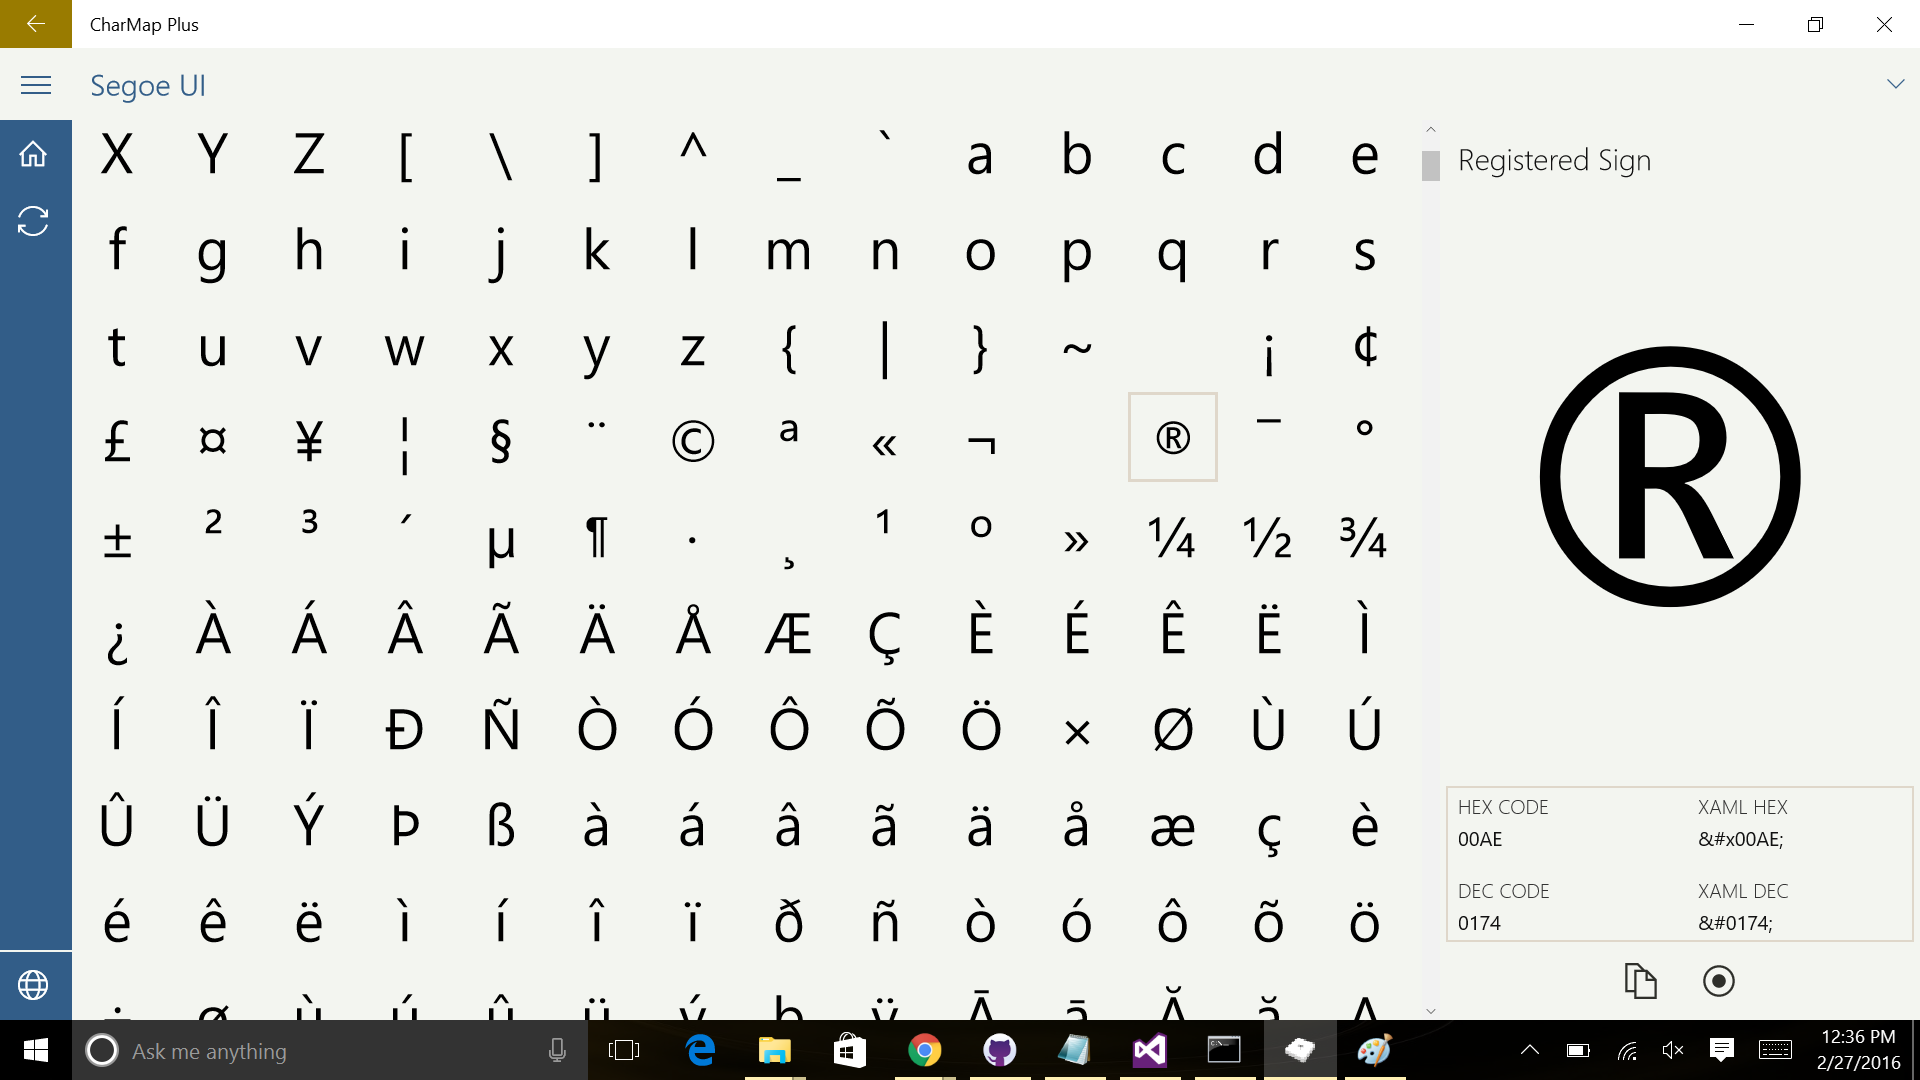 CharMap Plus
Segoe UI
X Y Z [ \ ] ^ _ ` a b c d e
f g h i j k l m n o p q r s
t u v w x y z { | } ~ ¡ ¢
£ ¤ ¥ ¦ § ¨ © ª « ¬ ® ¯ °
± ² ³ ´ µ ¶ · ¸ ¹ º » ¼ ½ ¾
¿ À Á Â Ã Ä Å Æ Ç È É Ê Ë Ì
Í Î Ï Ð Ñ Ò Ó Ô Õ Ö × Ø Ù Ú
Û Ü Ý Þ ß à á â ã ä å æ ç è
é ê ë ì í î ï ð ñ ò ó ô õ ö
÷ ø ù ú û ü ý þ ÿ Ā ā Ă ă Ą
Registered Sign
®
HEX CODE
00AE
XAML HEX
&#x00AE;
DEC CODE
0174
XAML DEC
&#0174;
Ask me anything
12:36 PM
2/27/2016